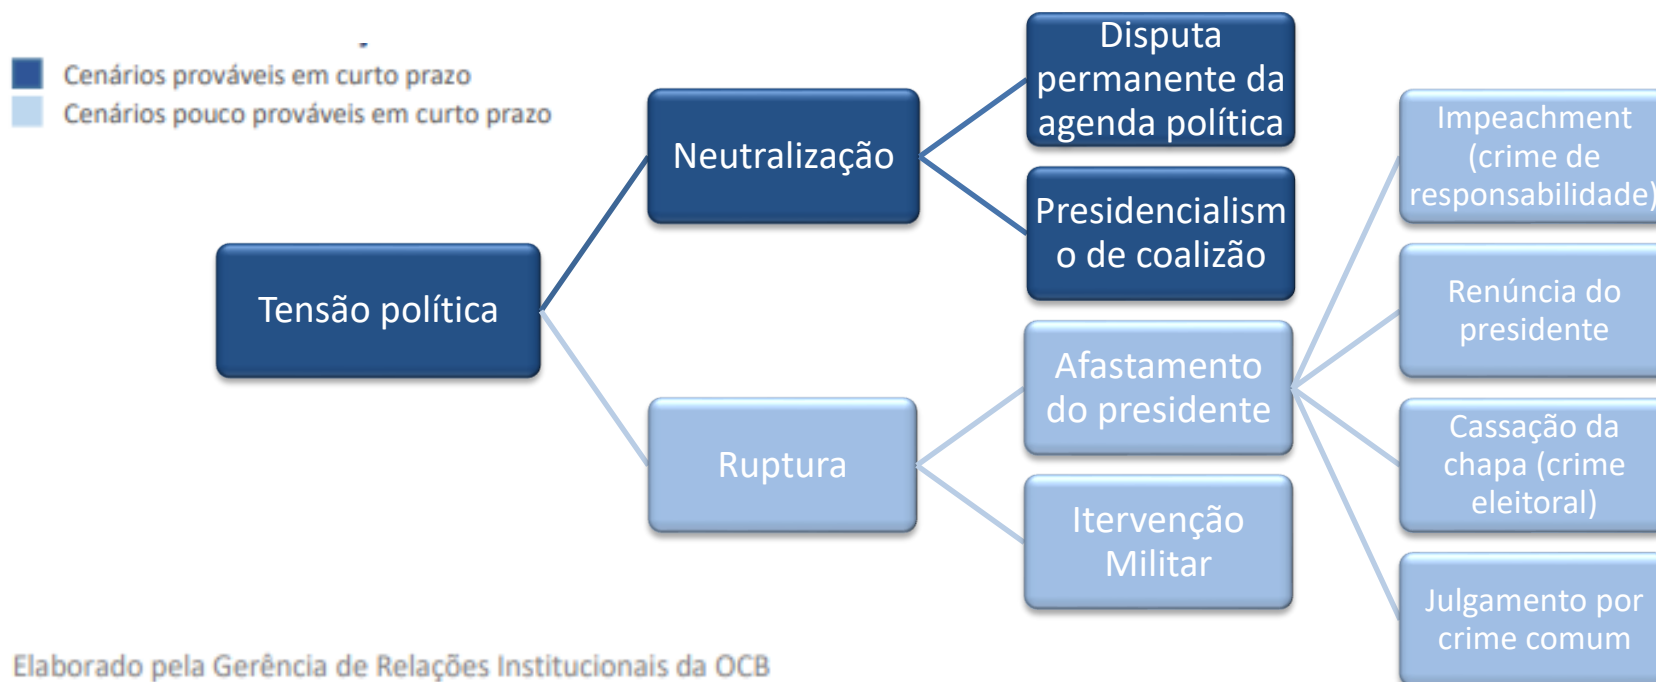 Cenários prováveis em curto prazo
Cenários pouco prováveis em curto prazo
Tensão política
Neutralização
Ruptura
Disputa
permanente da
agenda política
Presidencialism
o de coalizão
Afastamento
do presidente
Itervenção
Militar
Impeachment
(crime de
responsabilidade)
Renúncia do
presidente
Cassação da
chapa (crime
eleitoral)
Julgamento por
crime comum
Elaborado pela Gerência de Relações Institucionais da OCB